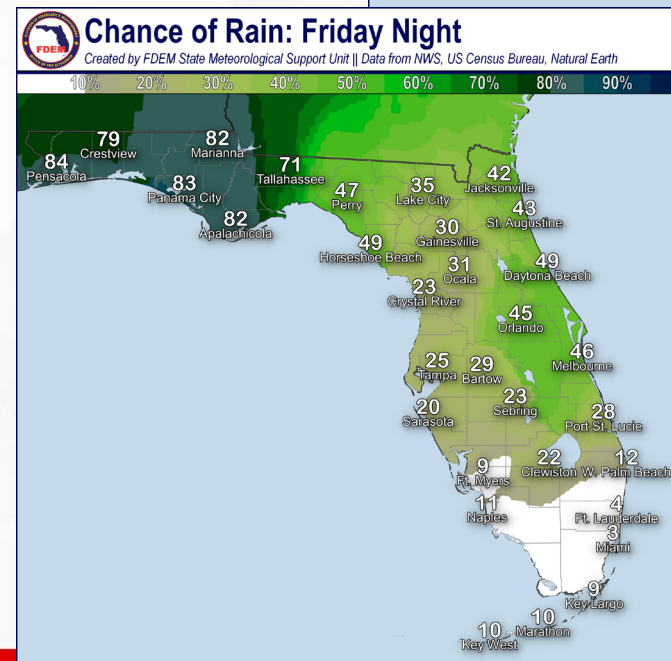 Chance of Rain: Friday Night
FDEM
Created by FDEM State Meteorological Support Unit || Data from NWS, US Census Bureau, Natural Earth
10% 20% 30% 40% 50% 60% 70% 80% 90%
79
Crestview
82
Marianna
84
Pensacola
83
Panama City
71
Tallahassee
82
Apalachicola
47
Perry
35
Lake City
42
Jacksonville
43
St. Augustine
30
Gainesville
49
Horseshoe Beach
31
Ocala
49
Daytona Beach
23
Crystal River
45
Orlando
25
Tampa
29
Bartow
46
Melbourne
20
Sarasota
23
Sebring
28
Port St. Lucie
9
Ft. Myers
22
Clewiston
12
W. Palm Beach
11
Naples
4
Ft. Lauderdale
3
Miami
9
Key Largo
10
Marathon
10
Key West